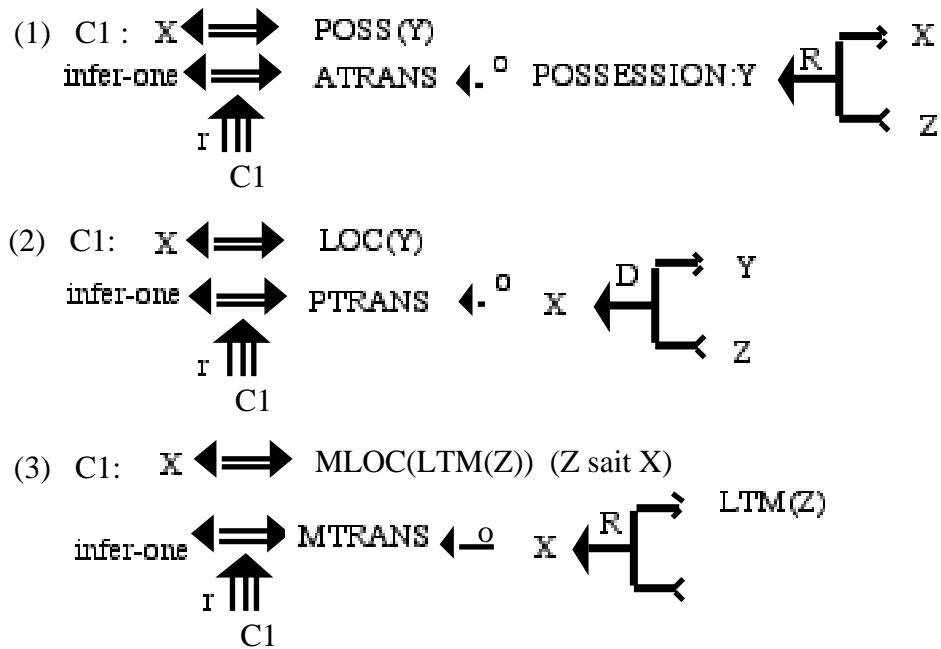 (1) C1 : X POSS(Y)
infer-one ATRANS o POSSESSION:Y R X
Z
r
C1
(2) C1: X LOC(Y)
infer-one PTRANS o X D Y
Z
r
C1
(3) C1: X MLOC(LTM(Z)) (Z sait X)
infer-one MTRANS o X R LTM(Z)
r
C1